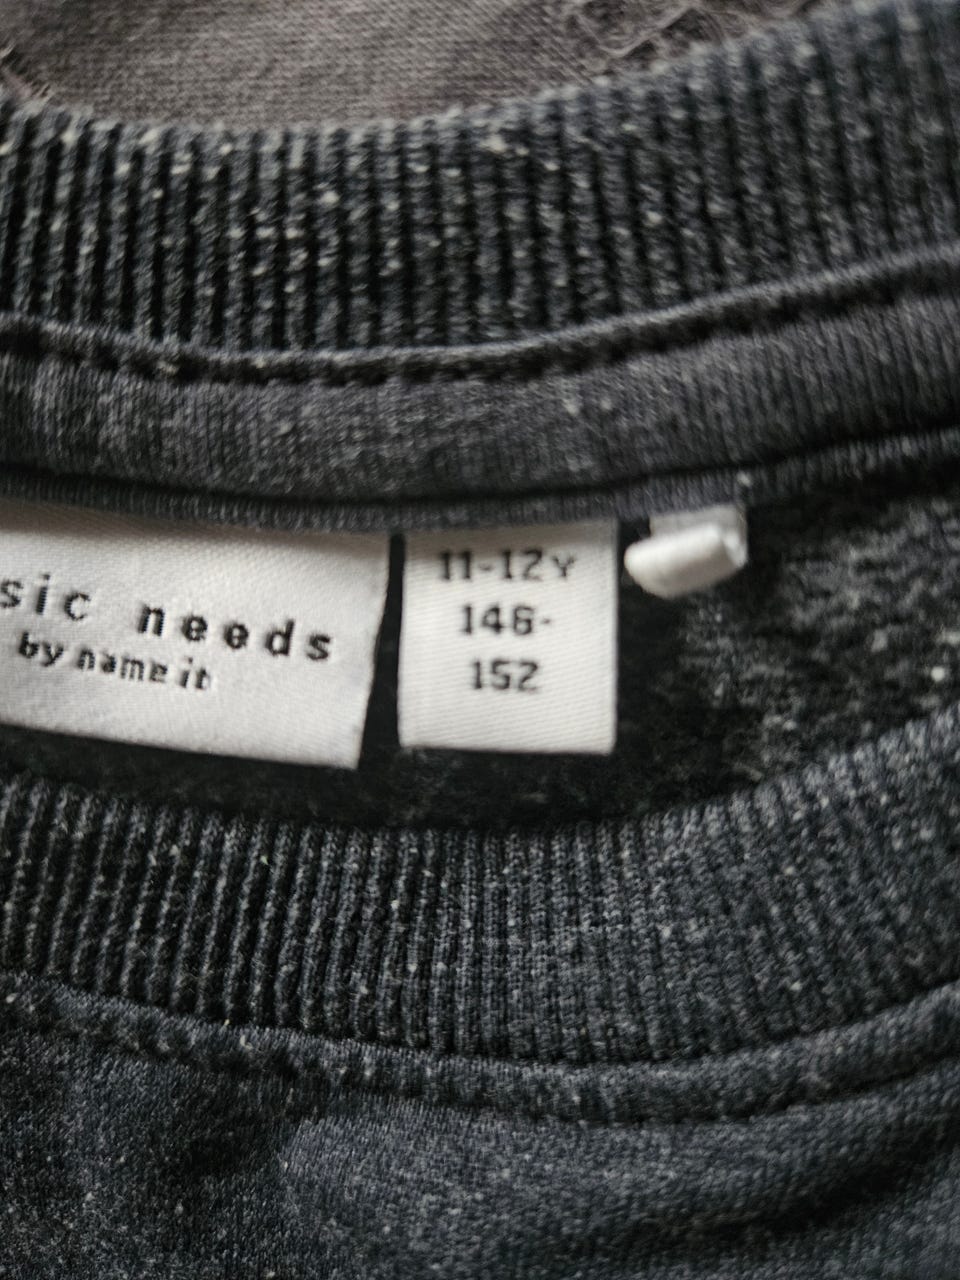 sic needs
by name it
11-12Y
146-
152